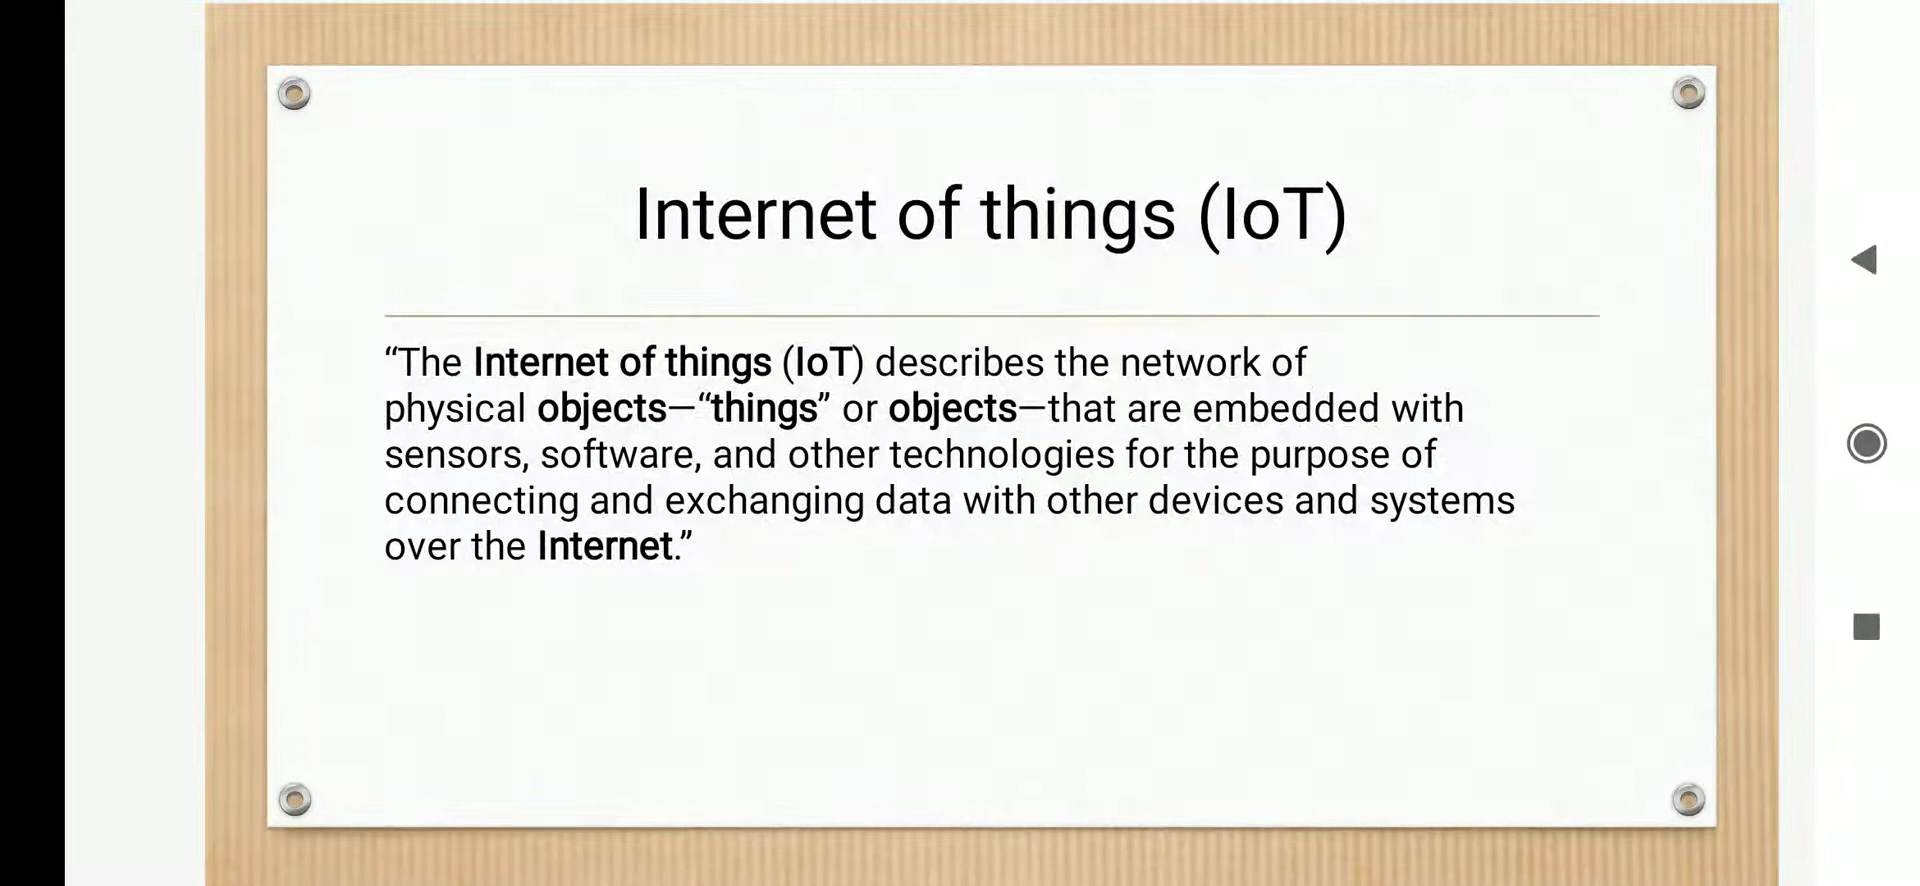 Internet of things (IoT)
“The Internet of things (IoT) describes the network of
physical objects—“things” or objects—that are embedded with
sensors, software, and other technologies for the purpose of
connecting and exchanging data with other devices and systems
over the Internet.”